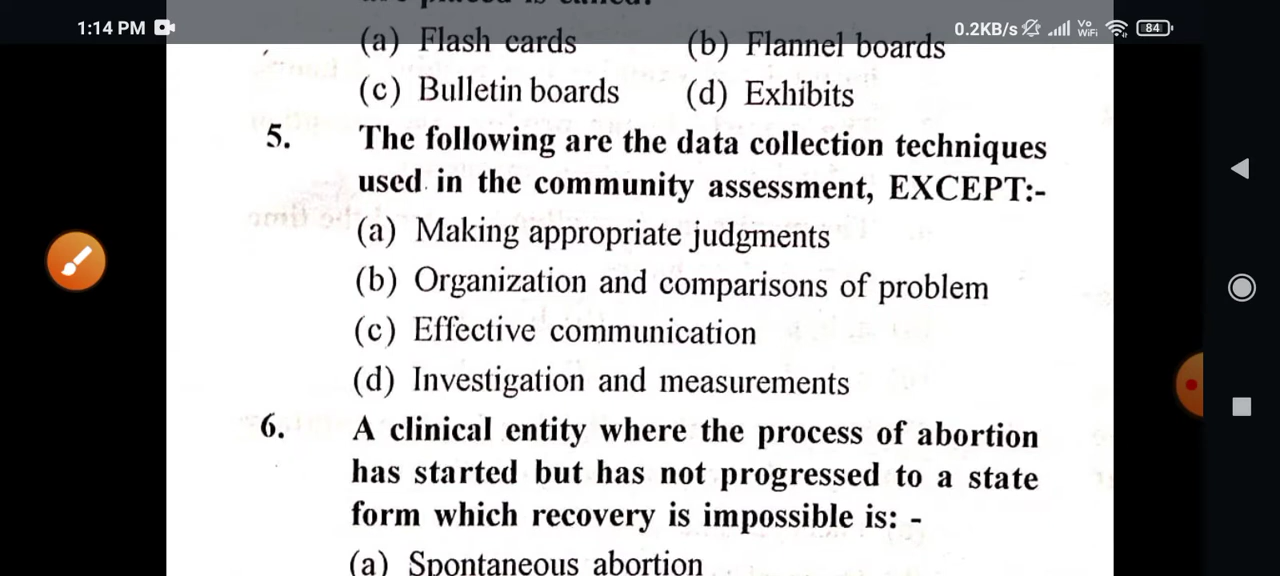 1:14 PM
0.2KB/s Vo WiFi 84
(a) Flash cards (b) Flannel boards
(c) Bulletin boards (d) Exhibits
5. The following are the data collection techniques
used in the community assessment, EXCEPT:-
(a) Making appropriate judgments
(b) Organization and comparisons of problem
(c) Effective communication
(d) Investigation and measurements
6. A clinical entity where the process of abortion
has started but has not progressed to a state
form which recovery is impossible is: -
(a) Spontaneous abortion